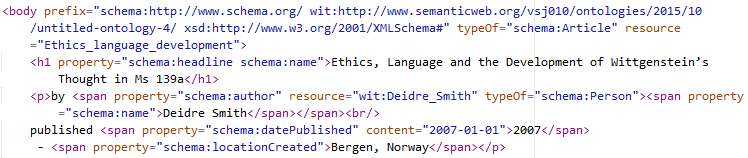 <body prefix="schema:http://www.schema.org/ wit:http://www.semanticweb.org/vsj010/ontologies/2015/10
/untitled-ontology-4/ xsd:http://www.w3.org/2001/XMLSchema#" typeOf="schema:Article" resource
="Ethics_language_development">
<h1 property="schema:headline schema:name">Ethics, Language and the Development of Wittgenstein’s
Thought in Ms 139a</h1>
<p>by <span property="schema:author" resource="wit:Deidre_Smith" typeOf="schema:Person"><span property
="schema:name">Deidre Smith</span></span><br/>
published <span property="schema:datePublished" content="2007-01-01">2007</span>
- <span property="schema:locationCreated">Bergen, Norway</span></p>